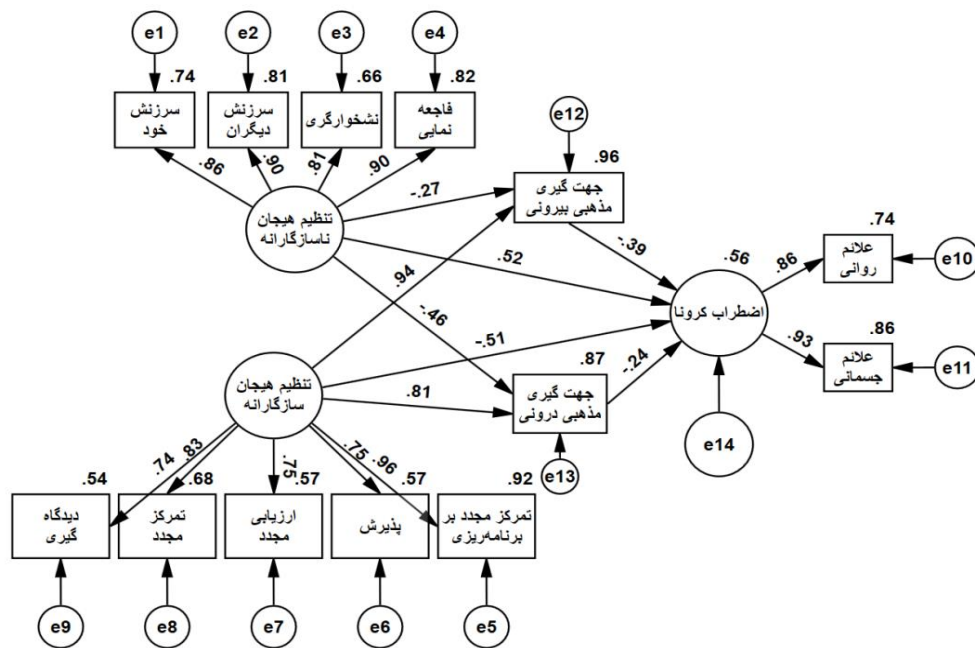 e1
e2
e3
e4
.74
.81
.66
.82
سرزنش
خود
سرزنش
دیگران
نشخوارگری
فاجعه
نمایی
.86
.90
.81
.90
e12
.96
تنظیم هیجان
ناسازگارانه
-.27
جهت گیری
مذهبی بیرونی
.52
.94
-.46
-.39
.56
اضطراب کرونا
.74
علائم
روانی
e10
.86
.86
علائم
جسمانی
e11
.93
تنظیم هیجان
سازگارانه
-.51
.81
.87
جهت گیری
مذهبی درونی
-.24
e13
e14
.74
.83
.75
.75
.96
.54
.68
.57
.57
.92
دیدگاه
گیری
تمرکز
مجدد
ارزیابی
مجدد
پذیرش
تمرکز مجدد بر
برنامه‌ریزی
e9
e8
e7
e6
e5